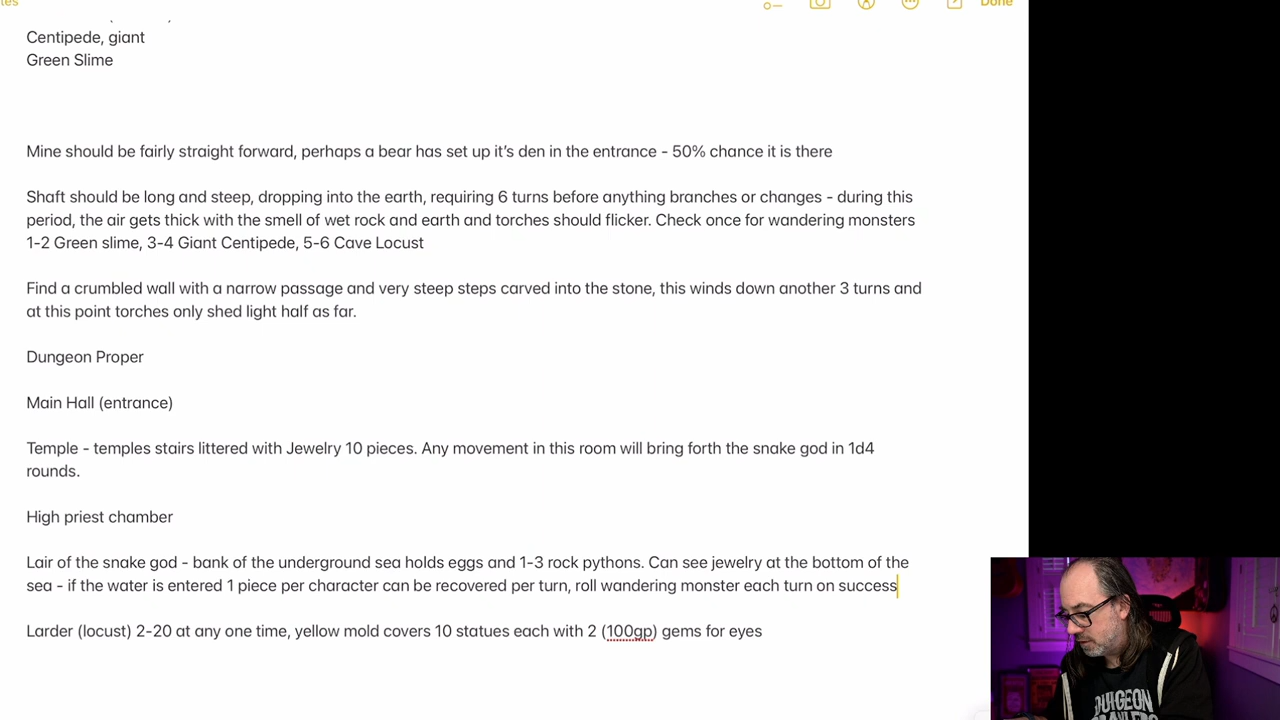 tes
Done
Centipede, giant
Green Slime
Mine should be fairly straight forward, perhaps a bear has set up it's den in the entrance - 50% chance it is there
Shaft should be long and steep, dropping into the earth, requiring 6 turns before anything branches or changes - during this
period, the air gets thick with the smell of wet rock and earth and torches should flicker. Check once for wandering monsters
1-2 Green slime, 3-4 Giant Centipede, 5-6 Cave Locust
Find a crumbled wall with a narrow passage and very steep steps carved into the stone, this winds down another 3 turns and
at this point torches only shed light half as far.
Dungeon Proper
Main Hall (entrance)
Temple - temples stairs littered with Jewelry 10 pieces. Any movement in this room will bring forth the snake god in 1d4
rounds.
High priest chamber
Lair of the snake god - bank of the underground sea holds eggs and 1-3 rock pythons. Can see jewelry at the bottom of the
sea - if the water is entered 1 piece per character can be recovered per turn, roll wandering monster each turn on success
Larder (locust) 2-20 at any one time, yellow mold covers 10 statues each with 2 (100gp) gems for eyes